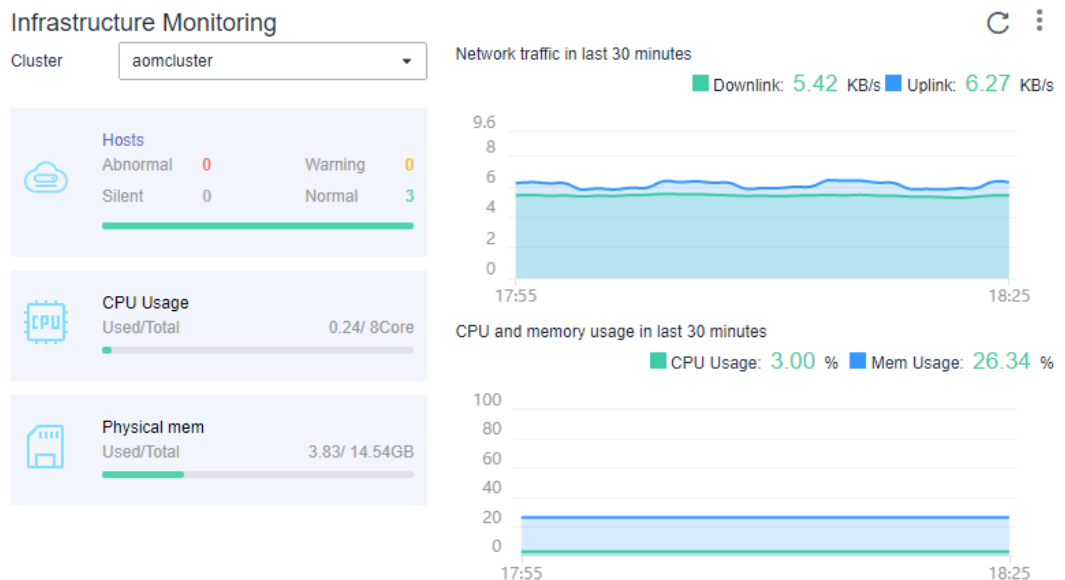 Infrastructure Monitoring
Cluster
aomcluster
Hosts
Abnormal 0 Warning 0
Silent 0 Normal 3
CPU
CPU Usage
Used/Total 0.24/ 8Core
Physical mem
Used/Total 3.83/ 14.54GB
Network traffic in last 30 minutes
Downlink: 5.42 KB/s Uplink: 6.27 KB/s
9.6
8
6
4
2
0
17:55 18:25
CPU and memory usage in last 30 minutes
CPU Usage: 3.00 % Mem Usage: 26.34 %
100
80
60
40
20
0
17:55 18:25